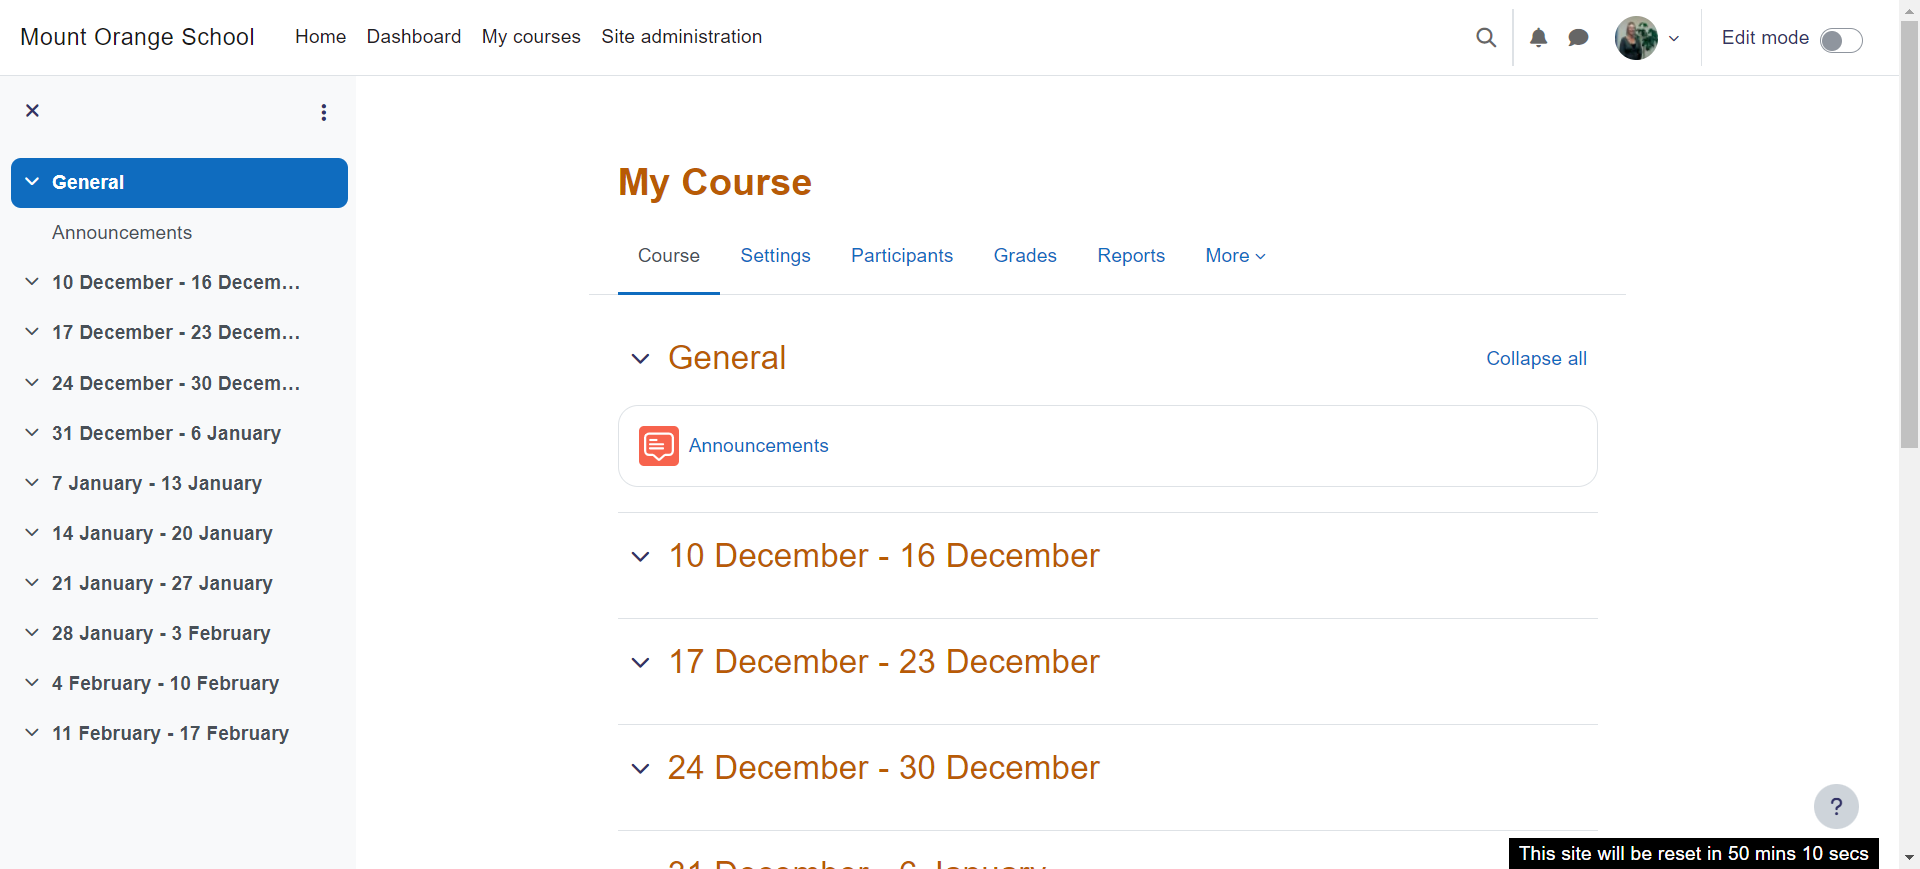 Mount Orange School Home Dashboard My courses Site administration Edit mode
General
Announcements
10 December - 16 Decem...
17 December - 23 Decem...
24 December - 30 Decem...
31 December - 6 January
7 January - 13 January
14 January - 20 January
21 January - 27 January
28 January - 3 February
4 February - 10 February
11 February - 17 February
My Course
Course Settings Participants Grades Reports More
General Collapse all
Announcements
10 December - 16 December
17 December - 23 December
24 December - 30 December
31 December - 6 January
?
This site will be reset in 50 mins 10 secs